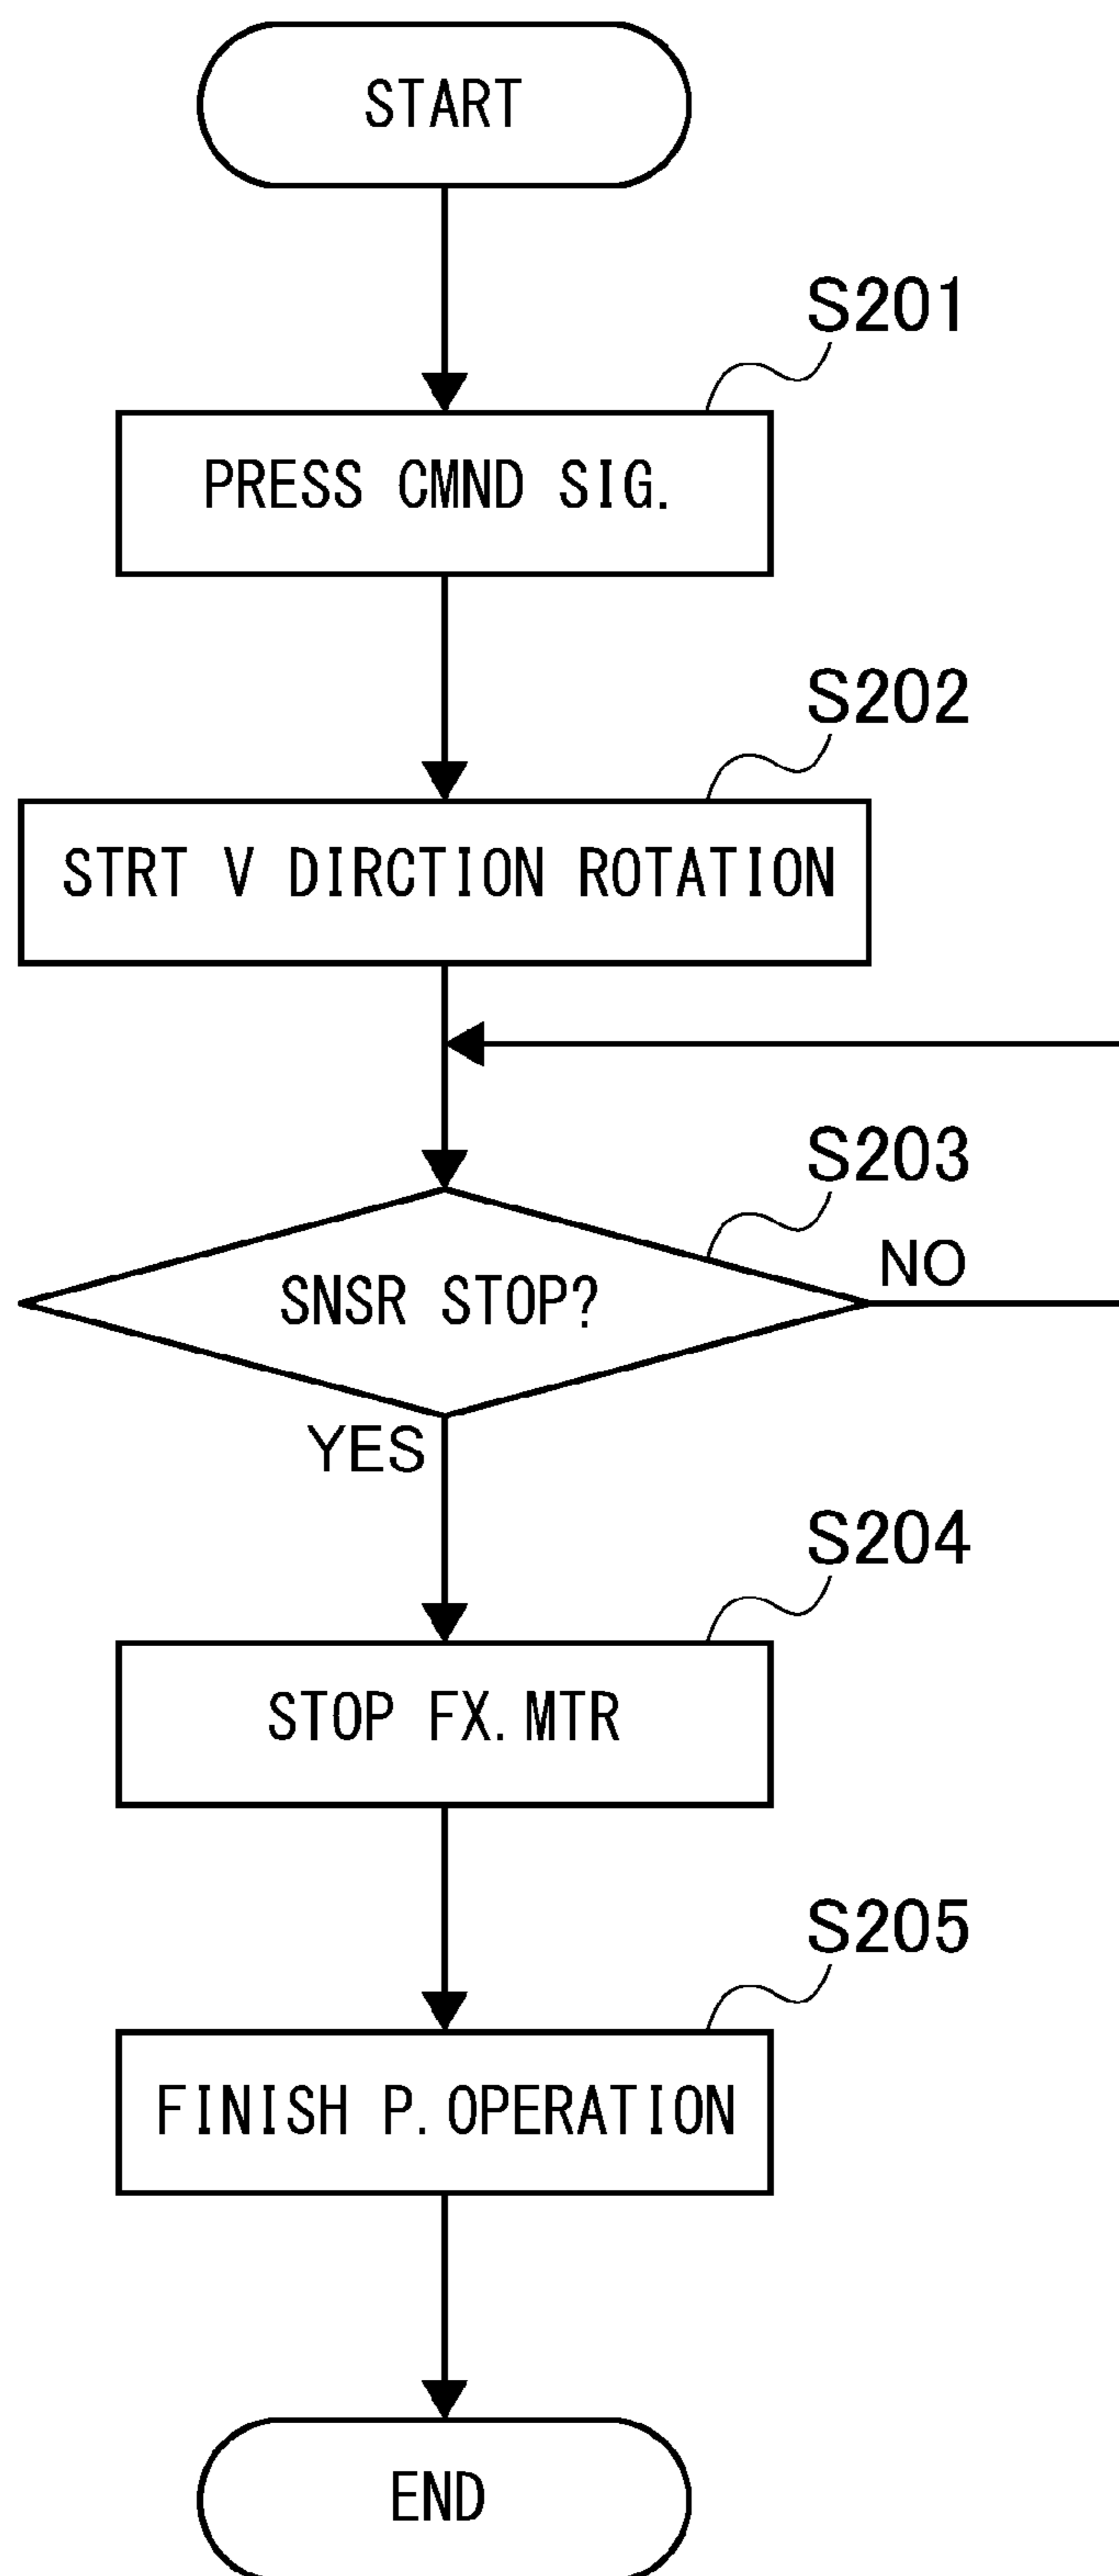 START
S201
PRESS CMND SIG.
S202
STRT V DIRCTION ROTATION
S203
SNSR STOP?
NO
YES
S204
STOP FX.MTR
S205
FINISH P.OPERATION
END